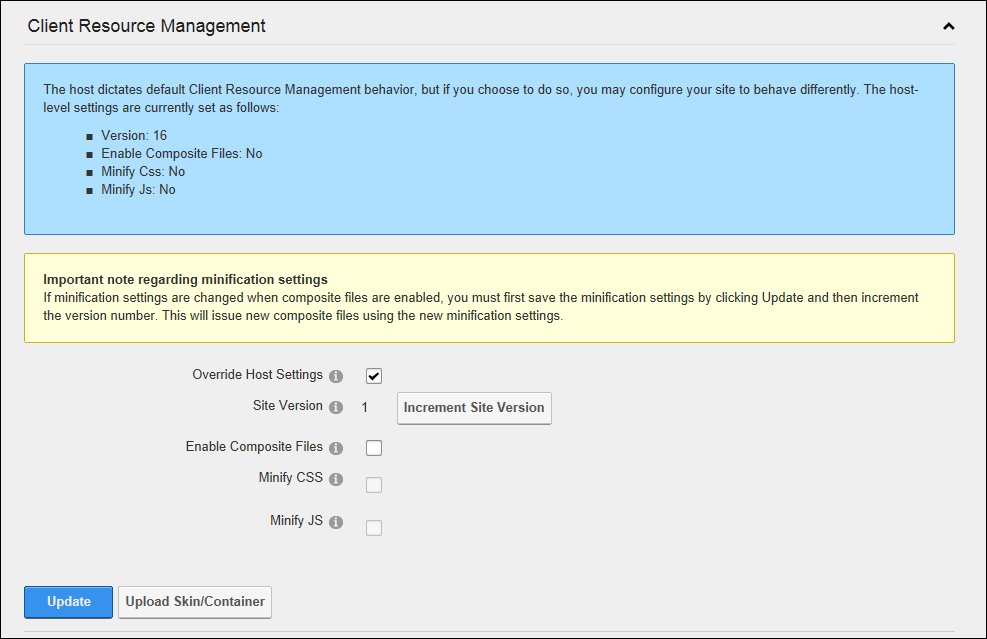 Client Resource Management
The host dictates default Client Resource Management behavior, but if you choose to do so, you may configure your site to behave differently. The host-
level settings are currently set as follows:
Version: 16
Enable Composite Files: No
Minify Css: No
Minify Js: No
Important note regarding minification settings
If minification settings are changed when composite files are enabled, you must first save the minification settings by clicking Update and then increment
the version number. This will issue new composite files using the new minification settings.
Override Host Settings
Site Version 1 Increment Site Version
Enable Composite Files
Minify CSS
Minify JS
Update Upload Skin/Container